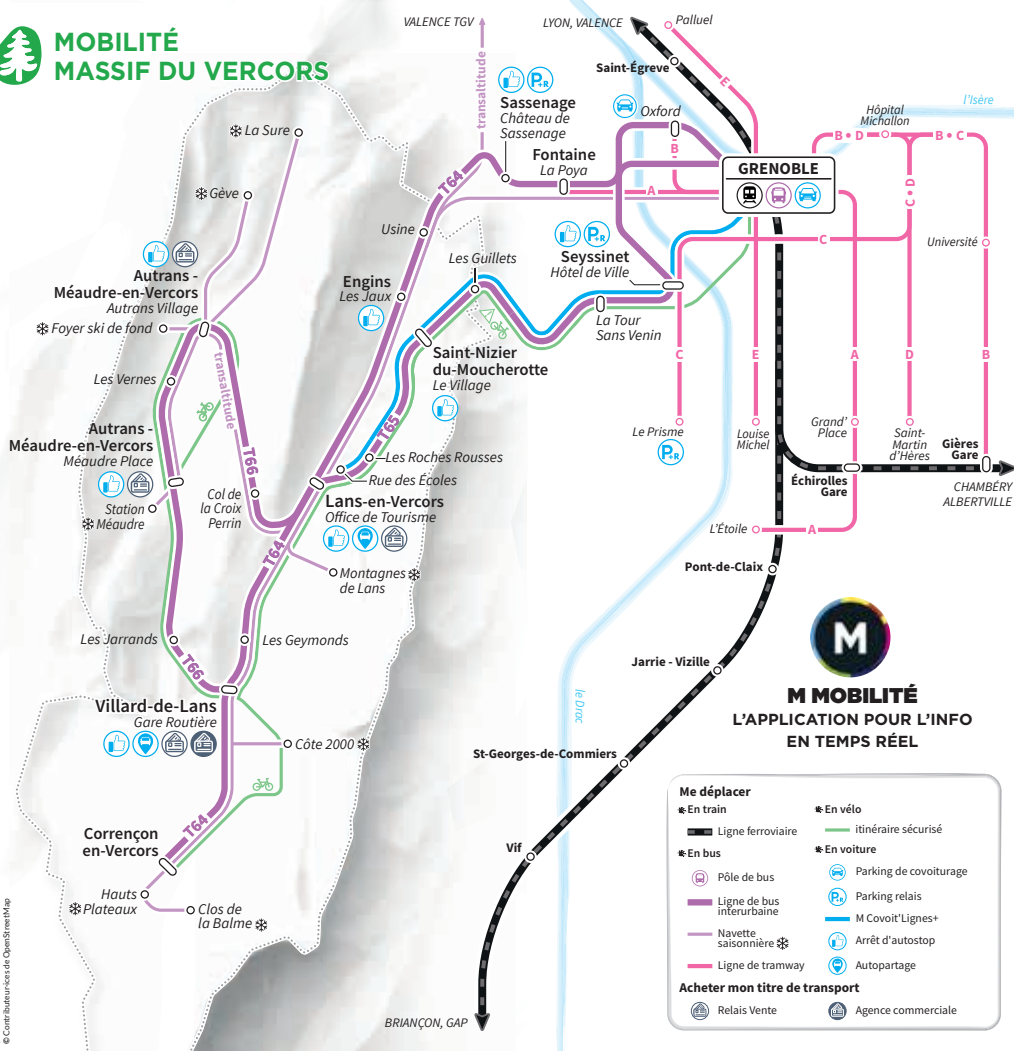 MOBILITÉ
MASSIF DU VERCORS
VALENCE TGV
transaltitude
LYON, VALENCE
Palluel
Saint-Égreve
E
l'Isère
Sassenage
Château de
Sassenage
Oxford
B
Hôpital
Michallon
B • D
B • C
La Sure
Fontaine
La Poya
T64
A
GRENOBLE
C • D
Gève
Usine
C
Université
Seyssinet
Hôtel de Ville
Les Guillets
Autrans -
Méaudre-en-Vercors
Autrans Village
Engins
Les Jaux
Foyer ski de fond
La Tour
Sans Venin
transaltitude
Saint-Nizier
du-Moucherotte
Le Village
C
E
A
D
B
Les Vernes
Autrans -
Méaudre-en-Vercors
Méaudre Place
T65
Le Prisme
Louise
Michel
Grand'
Place
Saint-
Martin
d'Hères
Gières
Gare
T66
Les Roches Rousses
Rue des Écoles
Échirolles
Gare
CHAMBÉRY
ALBERTVILLE
Station
Méaudre
Col de
la Croix
Perrin
Lans-en-Vercors
Office de Tourisme
L'Étoile
A
T64
Montagnes
de Lans
Pont-de-Claix
Les Jarrands
Les Geymonds
M
T66
Jarrie - Vizille
M MOBILITÉ
L'APPLICATION POUR L'INFO
EN TEMPS RÉEL
le Drac
Villard-de-Lans
Gare Routière
Côte 2000
St-Georges-de-Commiers
T64
Corrençon
en-Vercors
Vif
Hauts
Plateaux
Clos de
la Balme
BRIANÇON, GAP
Me déplacer
En train
Ligne ferroviaire
En bus
Pôle de bus
Ligne de bus
interurbaine
Navette
saisonnière
Ligne de tramway
En vélo
itinéraire sécurisé
En voiture
Parking de covoiturage
P+R
Parking relais
M Covoit'Lignes+
Arrêt d'autostop
Autopartage
Acheter mon titre de transport
Relais Vente
Agence commerciale
P+R
P+R
P+R
© Contributeur·ices de OpenStreetMap